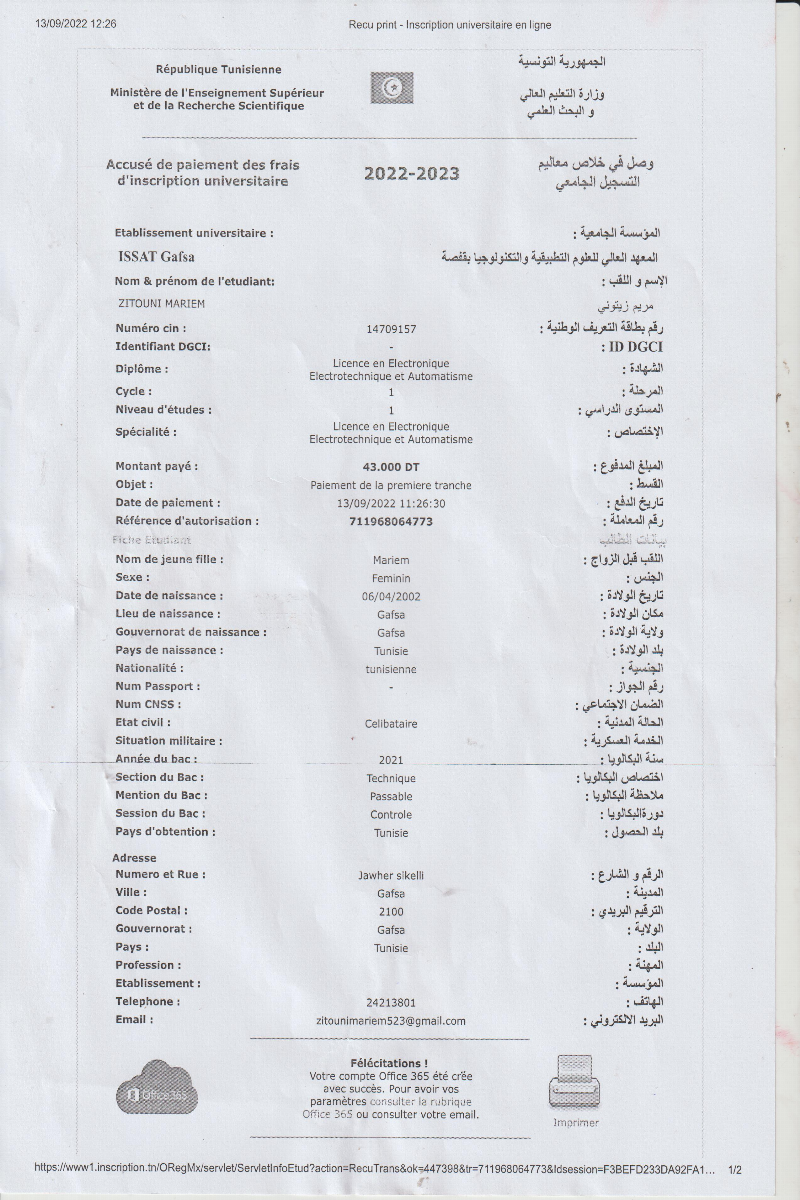 13/09/2022 12:26 Recu print - Inscription universitaire en ligne
République Tunisienne الجمهورية التونسية
Ministère de l'Enseignement Supérieur وزارة التعليم العالي
et de la Recherche Scientifique و البحث العلمي
Accusé de paiement des frais 2022-2023 وصل في خلاص معاليم
d'inscription universitaire التسجيل الجامعي
Etablissement universitaire : المؤسسة الجامعية :
ISSAT Gafsa المعهد العالي للعلوم التطبيقية والتكنولوجيا بقفصة
Nom & prénom de l'etudiant: الإسم و اللقب :
ZITOUNI MARIEM مريم زيتوني
Numéro cin : 14709157 رقم بطاقة التعريف الوطنية :
Identifiant DGCI: - ID DGCI :
Diplôme : Licence en Electronique الشهادة :
Electrotechnique et Automatisme
Cycle : 1 المرحلة :
Niveau d'études : 1 المستوى الدراسي :
Spécialité : Licence en Electronique الإختصاص :
Electrotechnique et Automatisme
Montant payé : 43.000 DT المبلغ المدفوع :
Objet : Paiement de la premiere tranche القسط :
Date de paiement : 13/09/2022 11:26:30 تاريخ الدفع :
Référence d'autorisation : 711968064773 رقم المعاملة :
Fiche Etudiant بيانات الطالب
Nom de jeune fille : Mariem اللقب قبل الزواج :
Sexe : Feminin الجنس :
Date de naissance : 06/04/2002 تاريخ الولادة :
Lieu de naissance : Gafsa مكان الولادة :
Gouvernorat de naissance : Gafsa ولاية الولادة :
Pays de naissance : Tunisie بلد الولادة :
Nationalité : tunisienne الجنسية :
Num Passport : - رقم الجواز :
Num CNSS : الضمان الاجتماعي :
Etat civil : Celibataire الحالة المدنية :
Situation militaire : الخدمة العسكرية :
Année du bac : 2021 سنة البكالويا :
Section du Bac : Technique اختصاص البكالويا :
Mention du Bac : Passable ملاحظة البكالويا :
Session du Bac : Controle دورةالبكالويا :
Pays d'obtention : Tunisie بلد الحصول :
Adresse
Numero et Rue : Jawher sikelli الرقم و الشارع :
Ville : Gafsa المدينة :
Code Postal : 2100 الترقيم البريدي :
Gouvernorat : Gafsa الولاية :
Pays : Tunisie البلد :
Profession : المهنة :
Etablissement : المؤسسة :
Telephone : 24213801 الهاتف :
Email : zitounimariem523@gmail.com البريد الالكتروني :
Félécitations !
Votre compte Office 365 été crée
avec succès. Pour avoir vos
paramètres consulter la rubrique
Office 365 ou consulter votre email.
Office 365
Imprimer
https://www1.inscription.tn/ORegMx/servlet/ServletInfoEtud?action=RecuTrans&ok=447398&tr=711968064773&Idsession=F3BEFD233DA92FA1... 1/2